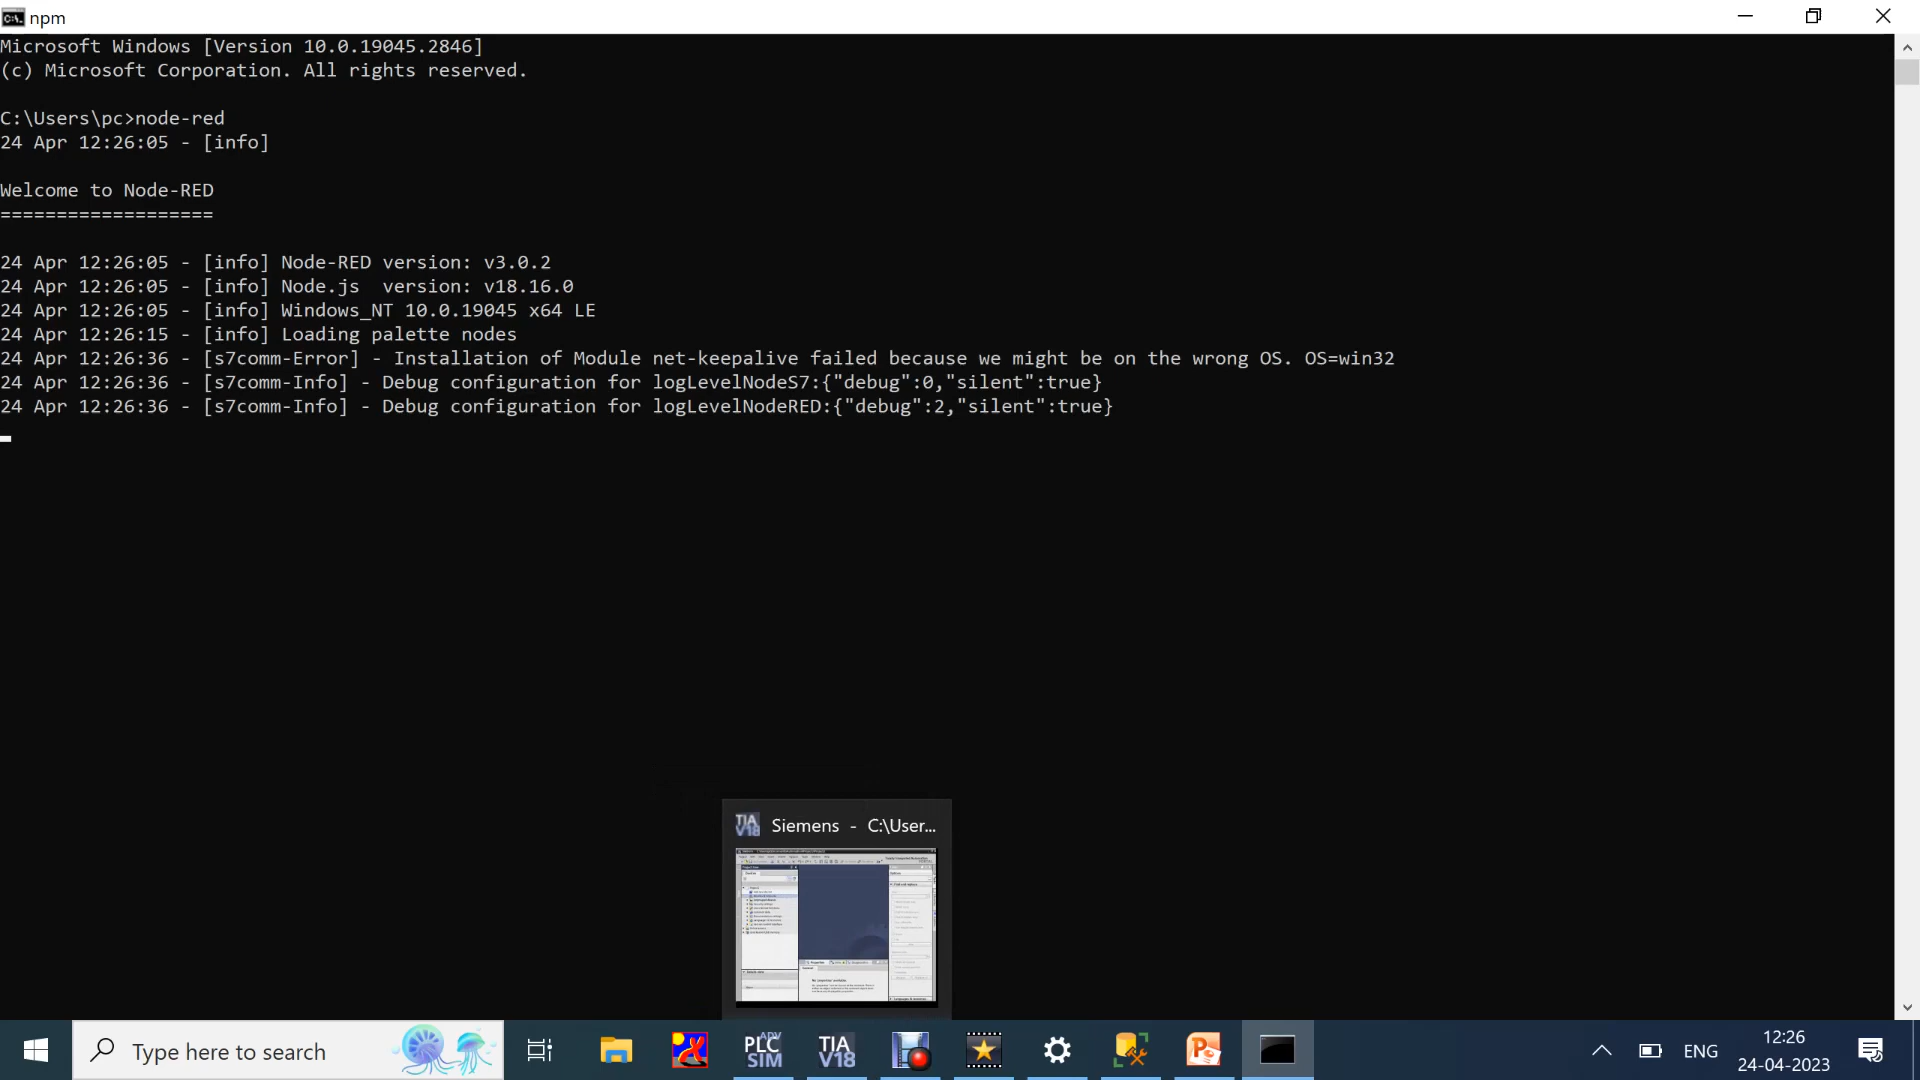 npm
Microsoft Windows [Version 10.0.19045.2846]
(c) Microsoft Corporation. All rights reserved.
C:\Users\pc>node-red
24 Apr 12:26:05 - [info]
Welcome to Node-RED
===================
24 Apr 12:26:05 - [info] Node-RED version: v3.0.2
24 Apr 12:26:05 - [info] Node.js  version: v18.16.0
24 Apr 12:26:05 - [info] Windows_NT 10.0.19045 x64 LE
24 Apr 12:26:15 - [info] Loading palette nodes
24 Apr 12:26:36 - [s7comm-Error] - Installation of Module net-keepalive failed because we might be on the wrong OS. OS=win32
24 Apr 12:26:36 - [s7comm-Info] - Debug configuration for logLevelNodeS7:{"debug":0,"silent":true}
24 Apr 12:26:36 - [s7comm-Info] - Debug configuration for logLevelNodeRED:{"debug":2,"silent":true}
TIA V18 Siemens - C:\User...
Type here to search
ADV PLC SIM
TIA V18
ENG
12:26
24-04-2023